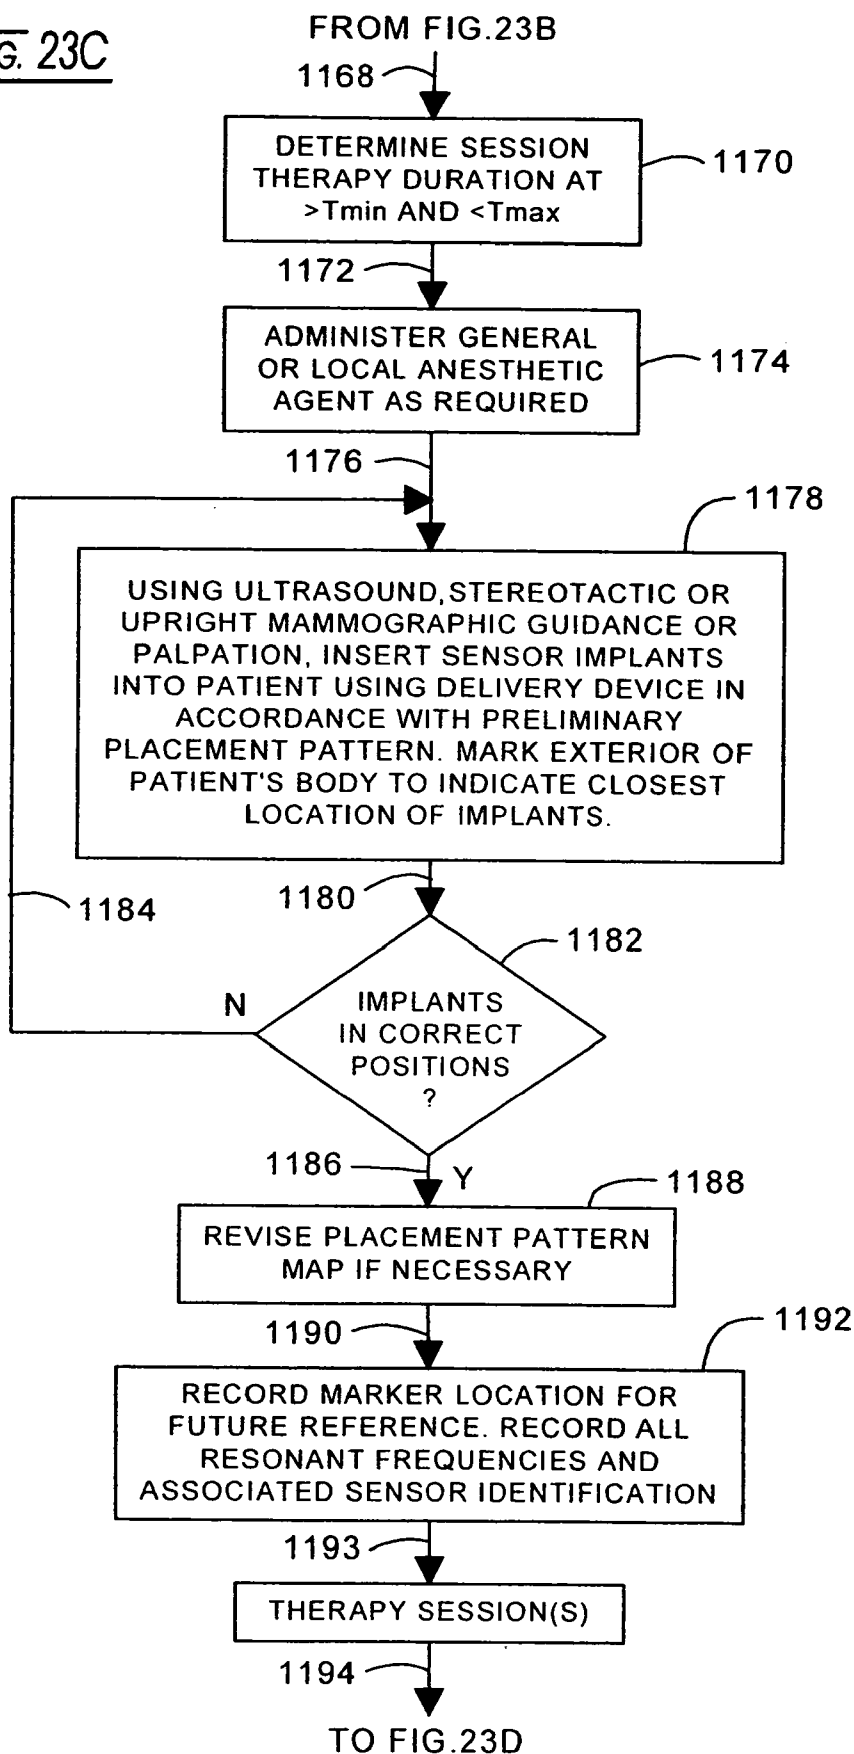 FROM FIG.23B
G. 23C
1168
DETERMINE SESSION
THERAPY DURATION AT
>Tmin AND <Tmax
1170
1172
ADMINISTER GENERAL
OR LOCAL ANESTHETIC
AGENT AS REQUIRED
1174
1176
1178
USING ULTRASOUND, STEREOTACTIC OR
UPRIGHT MAMMOGRAPHIC GUIDANCE OR
PALPATION, INSERT SENSOR IMPLANTS
INTO PATIENT USING DELIVERY DEVICE IN
ACCORDANCE WITH PRELIMINARY
PLACEMENT PATTERN. MARK EXTERIOR OF
PATIENT'S BODY TO INDICATE CLOSEST
LOCATION OF IMPLANTS.
1180
1184
1182
N
IMPLANTS
IN CORRECT
POSITIONS
?
1186
Y
1188
REVISE PLACEMENT PATTERN
MAP IF NECESSARY
1190
1192
RECORD MARKER LOCATION FOR
FUTURE REFERENCE. RECORD ALL
RESONANT FREQUENCIES AND
ASSOCIATED SENSOR IDENTIFICATION
1193
THERAPY SESSION(S)
1194
TO FIG.23D